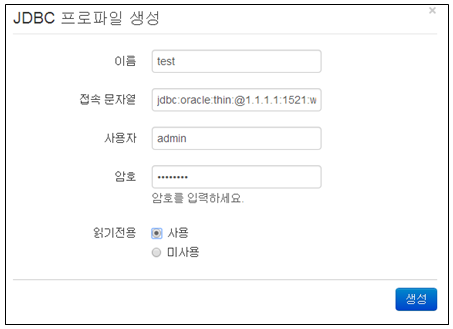 JDBC 프로파일 생성
×
이름 test
접속 문자열 jdbc:oracle:thin:@1.1.1.1:1521:w
사용자 admin
암호 ••••••••
암호를 입력하세요.
읽기전용 사용
미사용
생성